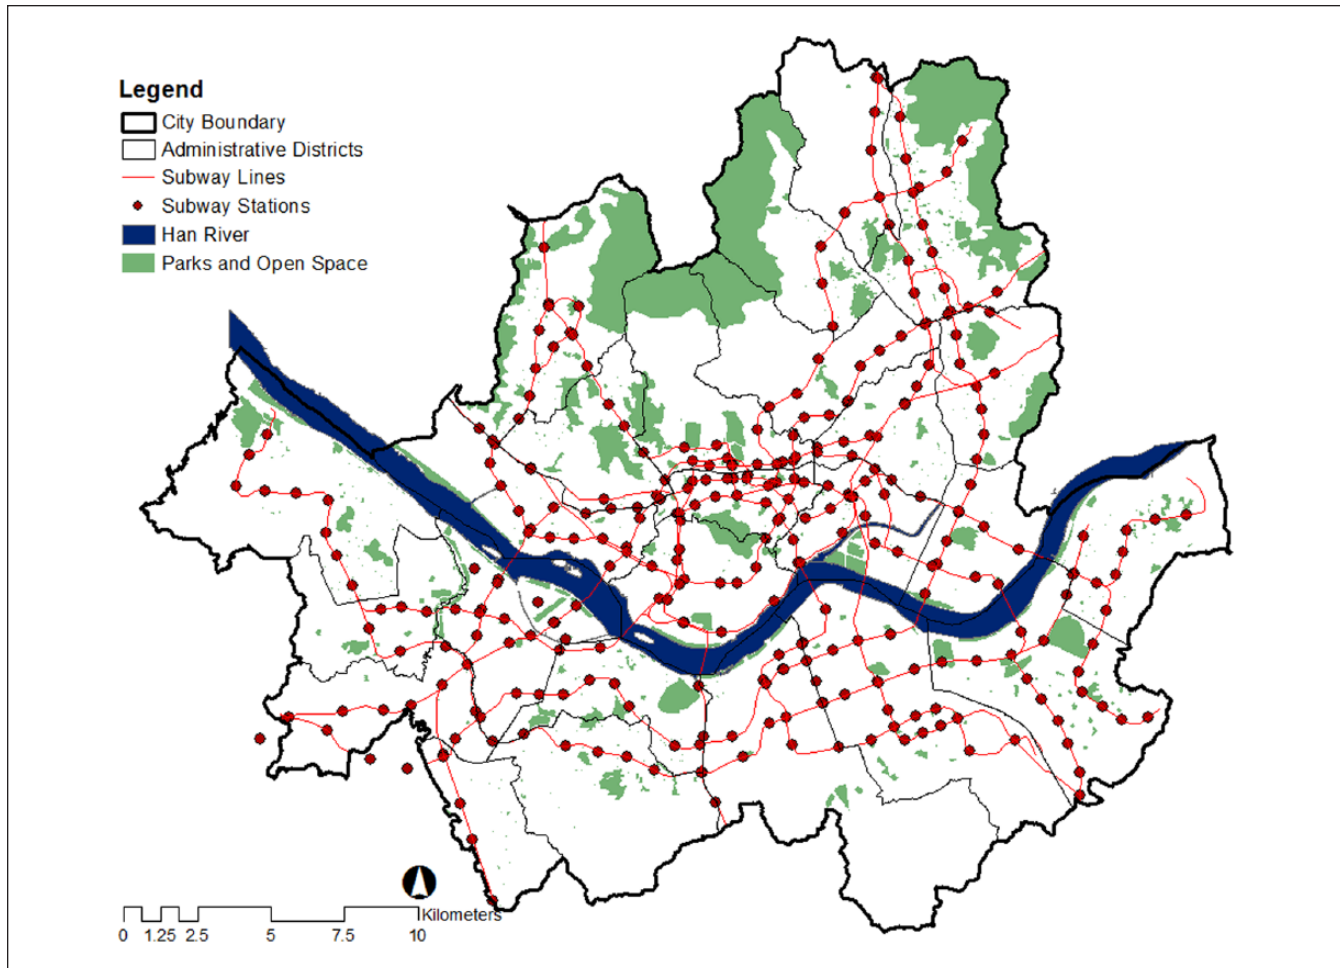 Legend
City Boundary
Administrative Districts
Subway Lines
Subway Stations
Han River
Parks and Open Space
Kilometers
0 1.25 2.5 5 7.5 10